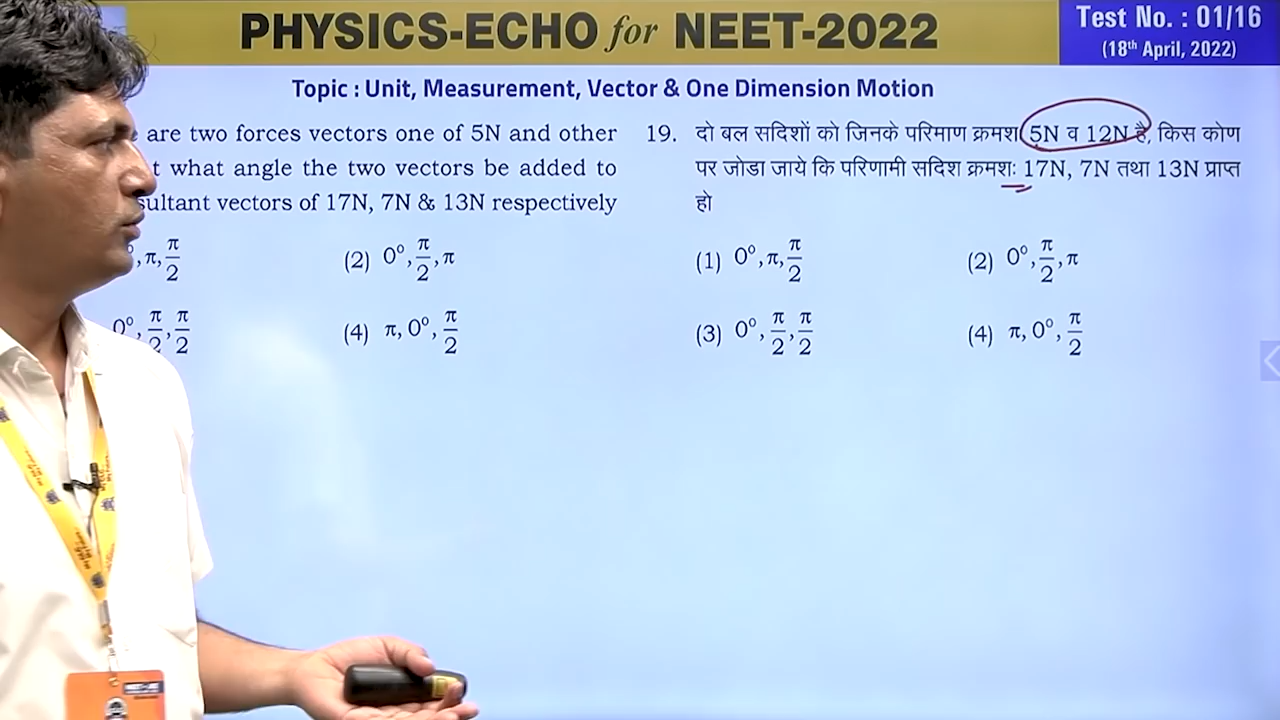 PHYSICS-ECHO for NEET-2022
Test No. : 01/16
(18th April, 2022)
Topic : Unit, Measurement, Vector & One Dimension Motion
are two forces vectors one of 5N and other
what angle the two vectors be added to
vectors of 17N, 7N & 13N respectively
, π, π/2
(2) 0°, π/2, π
0°, π/2, π/2
(4) π, 0°, π/2
19. दो बल सदिशों को जिनके परिमाण क्रमश 5N व 12N है, किस कोण
पर जोडा जाये कि परिणामी सदिश क्रमशः 17N, 7N तथा 13N प्राप्त
हो
(1) 0°, π, π/2
(2) 0°, π/2, π
(3) 0°, π/2, π/2
(4) π, 0°, π/2